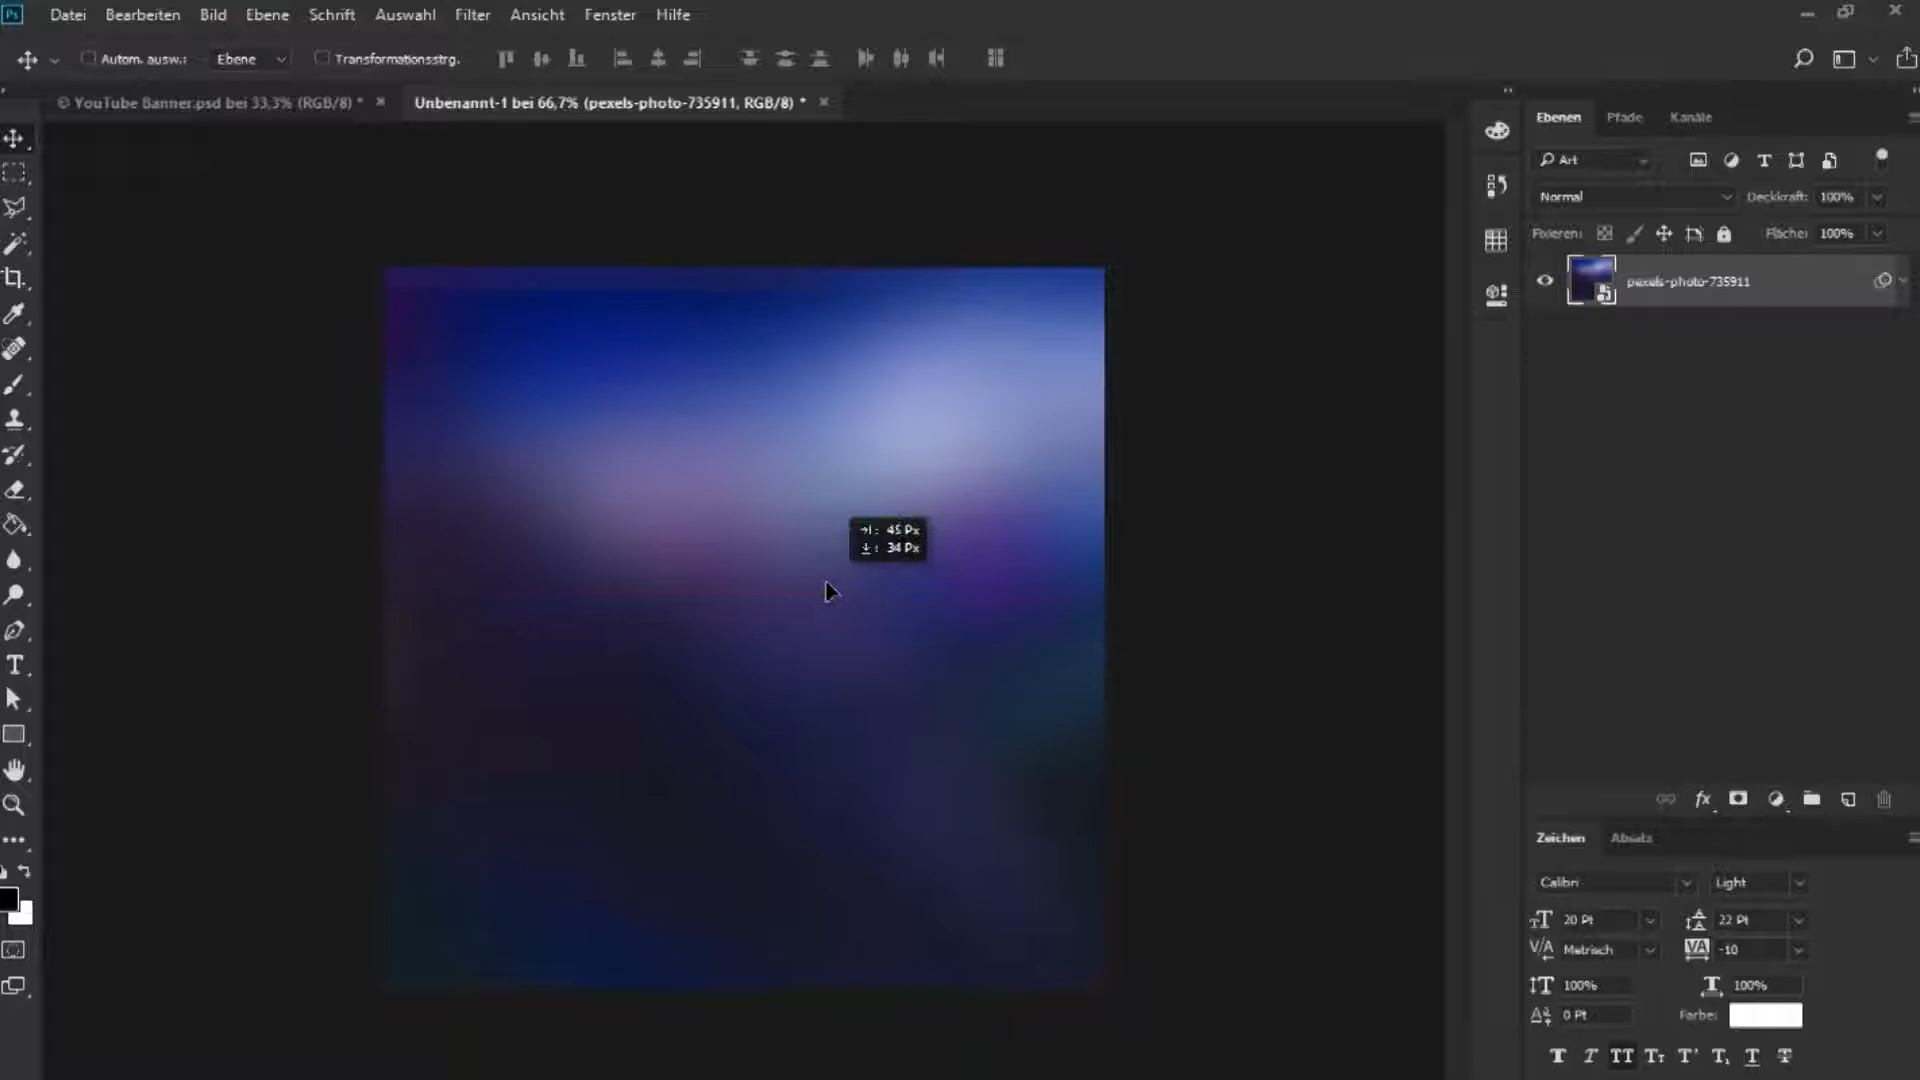 Ps Datei Bearbeiten Bild Ebene Schrift Auswahl Filter Ansicht Fenster Hilfe
Autom. ausw.: Ebene Transformationsstrg.
© YouTube Banner.psd bei 33,3% (RGB/8) * × Unbenannt-1 bei 66,7% (pexels-photo-735911, RGB/8) * ×
Ebenen Pfade Kanäle
Art
Normal Deckkraft: 100%
Fixieren: Fläche: 100%
pexels-photo-735911
45 Px
34 Px
Zeichen Absatz
Calibri Light
20 Pt 22 Pt
Metrisch -10
100% 100%
0 Pt Farbe: